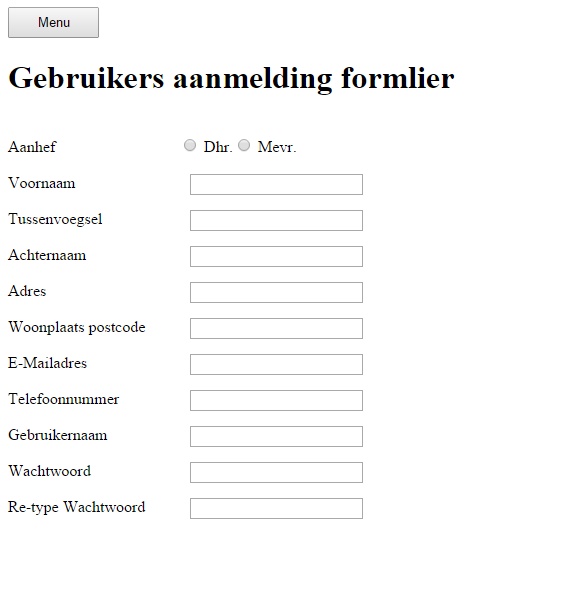 Menu
Gebruikers aanmelding formlier
Aanhef Dhr. Mevr.
Voornaam
Tussenvoegsel
Achternaam
Adres
Woonplaats postcode
E-Mailadres
Telefoonnummer
Gebruikernaam
Wachtwoord
Re-type Wachtwoord